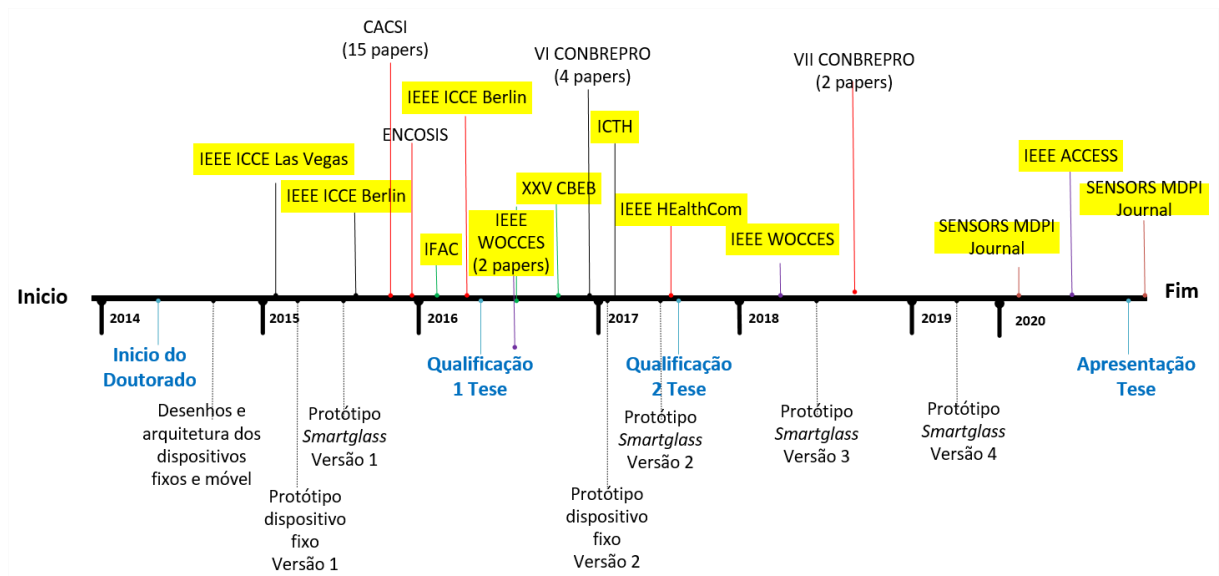 CACSI
(15 papers)
VI CONBREPRO
(4 papers)
VII CONBREPRO
(2 papers)
IEEE ICCE Berlin
ENCOSIS
ICTH
IEEE ICCE Las Vegas
IEEE ICCE Berlin
XXV CBEB
IEEE ACCESS
SENSORS MDPI
Journal
IFAC
IEEE
WOCCES
(2 papers)
IEEE HEalthCom
IEEE WOCCES
SENSORS MDPI
Journal
Inicio
Fim
2014
2015
2016
2017
2018
2019
2020
Inicio do
Doutorado
Qualificação
1 Tese
Qualificação
2 Tese
Apresentação
Tese
Desenhos e
arquitetura dos
dispositivos
fixos e móvel
Protótipo
Smartglass
Versão 1
Protótipo
Smartglass
Versão 2
Protótipo
Smartglass
Versão 3
Protótipo
Smartglass
Versão 4
Protótipo
dispositivo
fixo
Versão 1
Protótipo
dispositivo
fixo
Versão 2